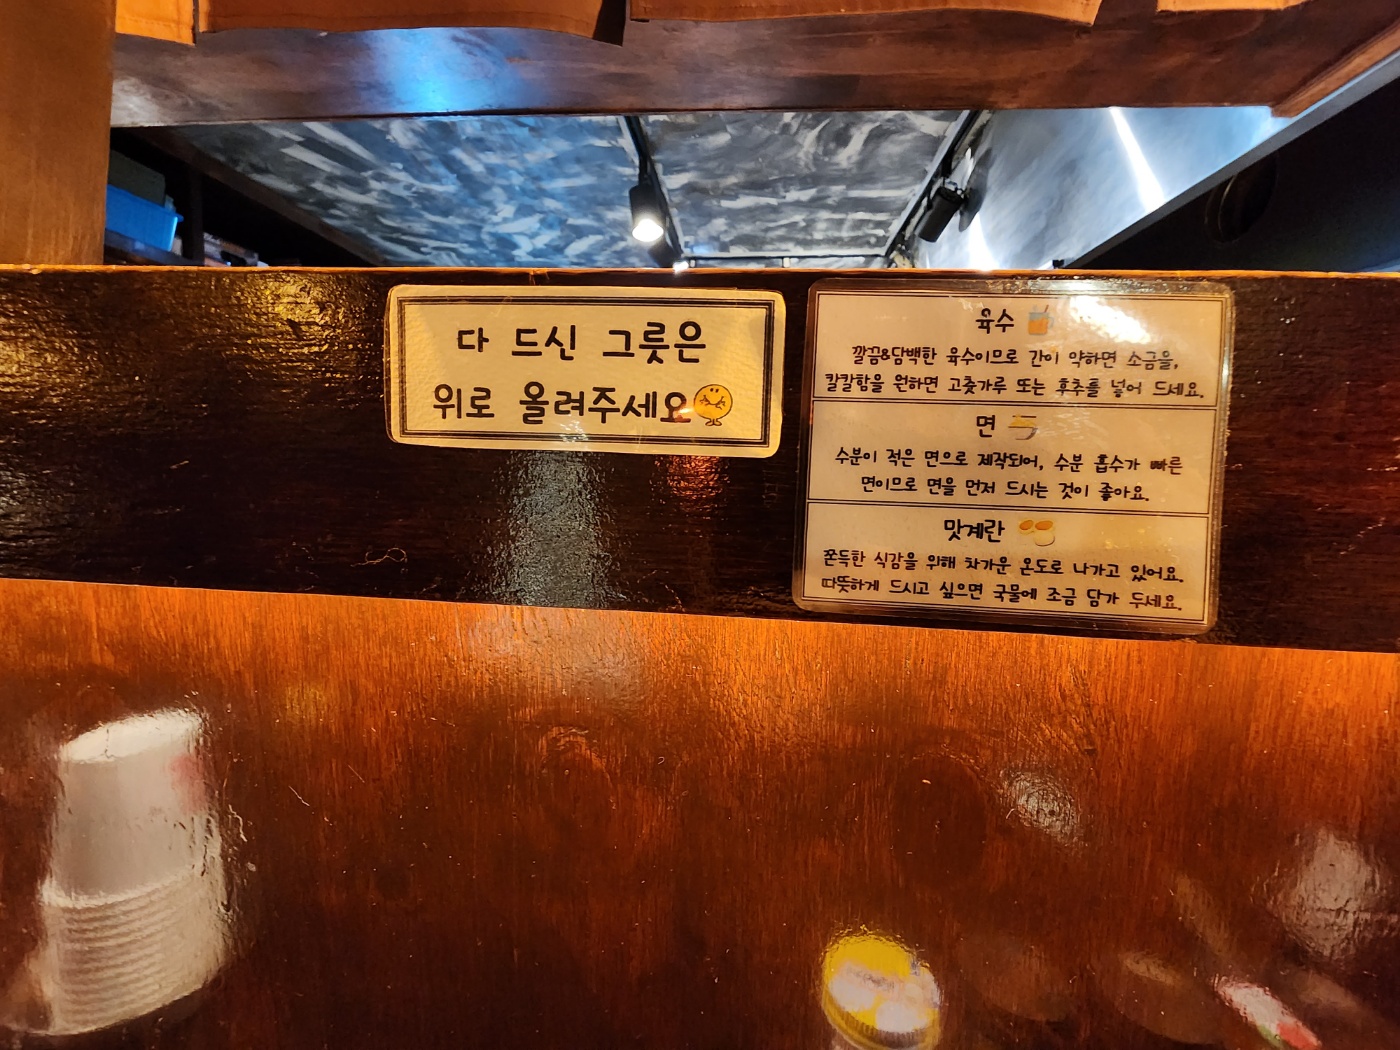 다 드신 그릇은
위로 올려주세요
육수
깔끔&담백한 육수이므로 간이 약하면 소금을,
칼칼함을 원하면 고춧가루 또는 후추를 넣어 드세요.
면
수분이 적은 면으로 제작되어, 수분 흡수가 빠른
면이므로 면을 먼저 드시는 것이 좋아요.
맛계란
쫀득한 식감을 위해 차가운 온도로 나가고 있어요.
따뜻하게 드시고 싶으면 국물에 조금 담가 두세요.